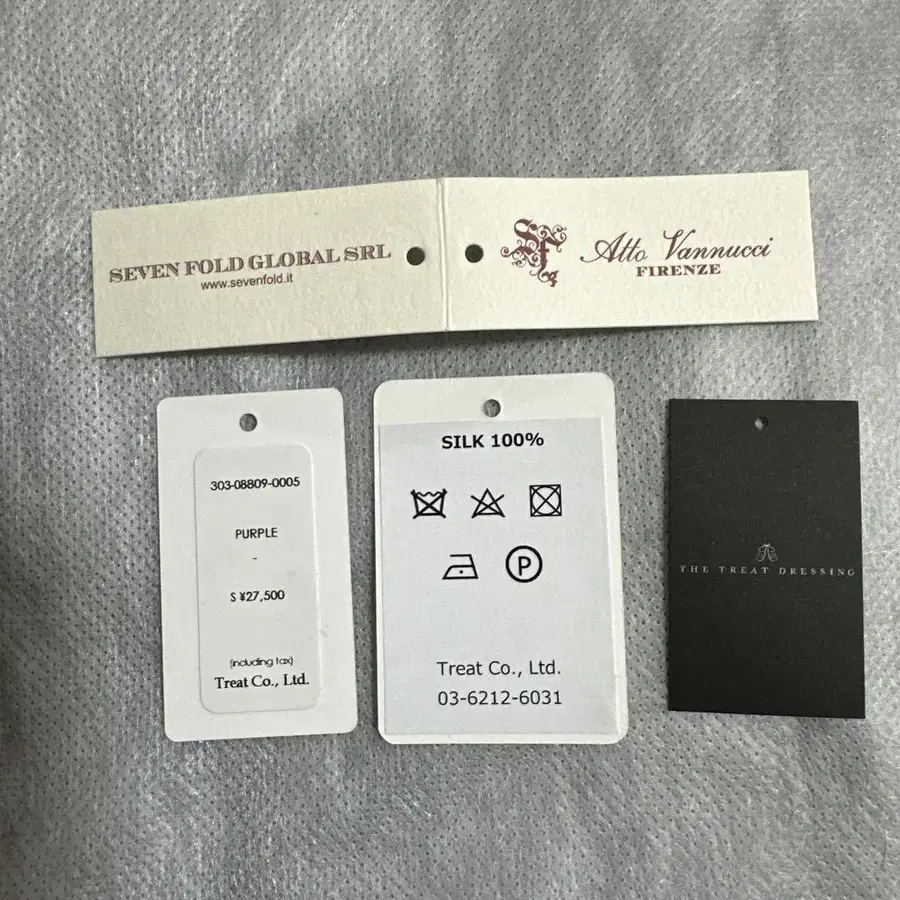 SEVEN FOLD GLOBAL SRL
www.sevenfold.it
Sf
Atto Vannucci
FIRENZE
303-08809-0005
PURPLE
-
S ¥27,500
(including tax)
Treat Co., Ltd.
SILK 100%
P
Treat Co., Ltd.
03-6212-6031
THE TREAT DRESSING